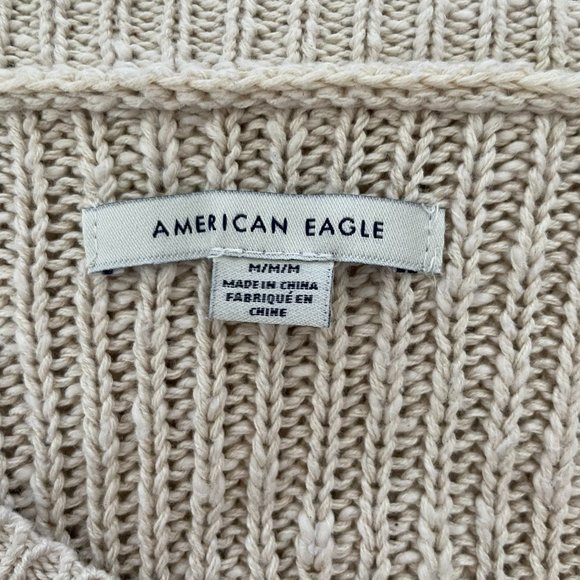 AMERICAN EAGLE
M/M/M
MADE IN CHINA
FABRIQUÉ EN
CHINE